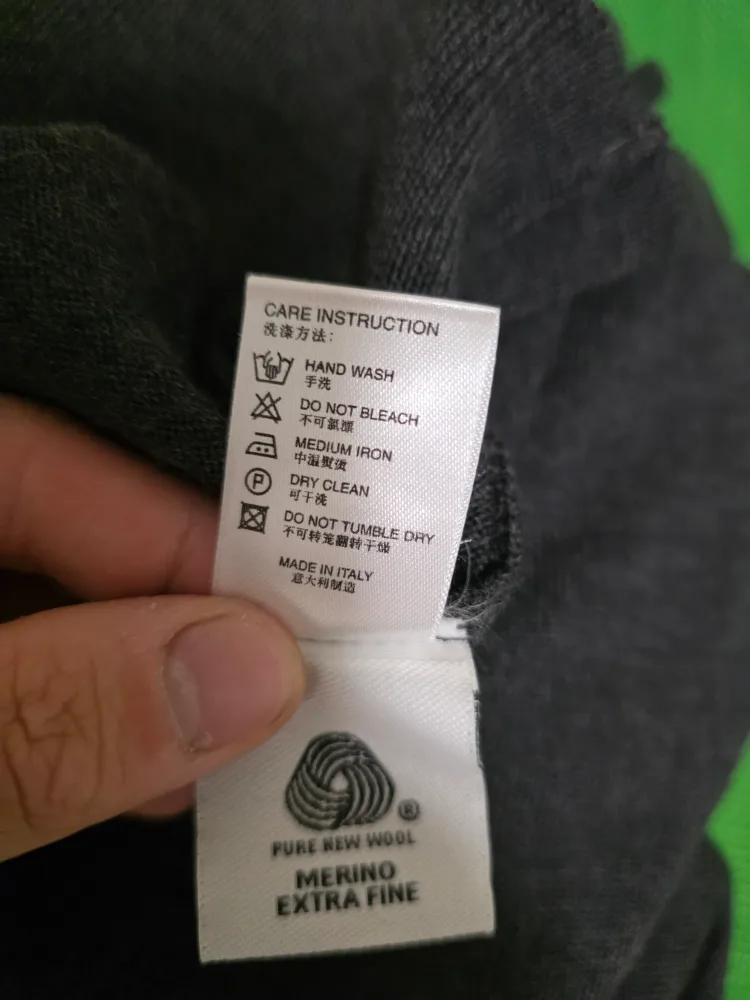 CARE INSTRUCTION
洗涤方法:
HAND WASH
手洗
DO NOT BLEACH
不可氯漂
MEDIUM IRON
中温熨烫
P
DRY CLEAN
可干洗
DO NOT TUMBLE DRY
不可转笼翻转干燥
MADE IN ITALY
意大利制造
®
PURE NEW WOOL
MERINO
EXTRA FINE